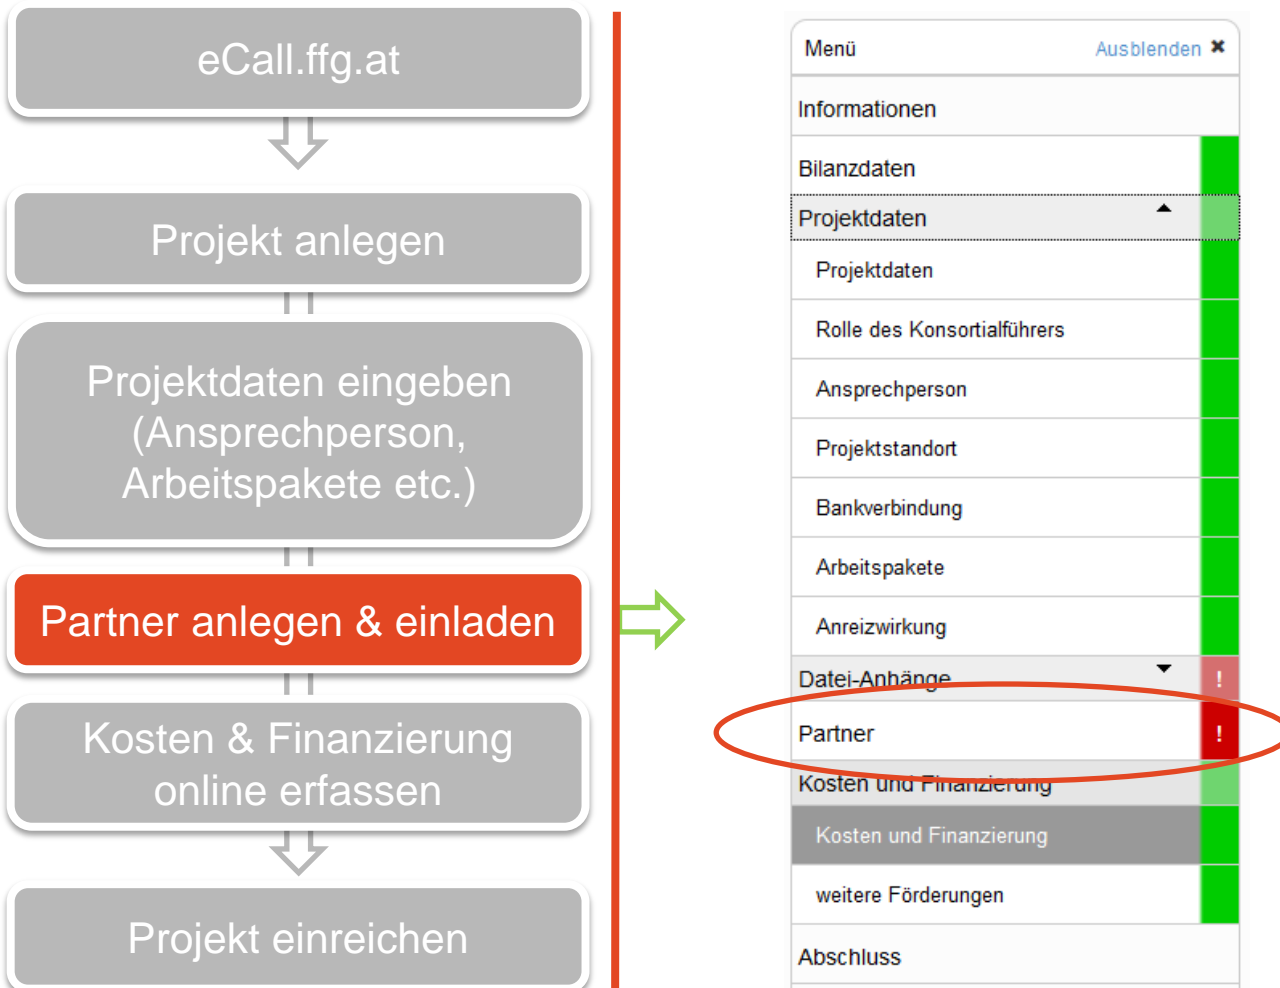 eCall.ffg.at
Projekt anlegen
Projektdaten eingeben
(Ansprechperson,
Arbeitspakete etc.)
Partner anlegen & einladen
Kosten & Finanzierung
online erfassen
Projekt einreichen
Menü Ausblenden ✖
Informationen
Bilanzdaten
Projektdaten
Projektdaten
Rolle des Konsortialführers
Ansprechperson
Projektstandort
Bankverbindung
Arbeitspakete
Anreizwirkung
Datei-Anhänge !
Partner !
Kosten und Finanzierung
Kosten und Finanzierung
weitere Förderungen
Abschluss